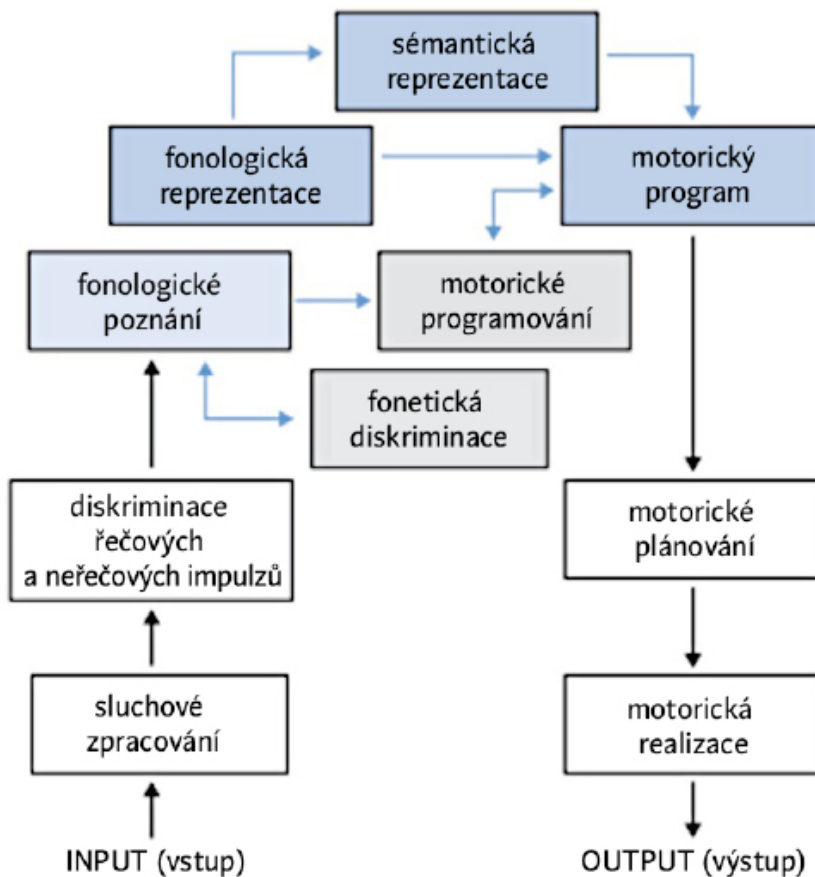 sémantická
reprezentace
fonologická
reprezentace
motorický
program
fonologické
poznání
motorické
programování
fonetická
diskriminace
diskriminace
řečových
a neřečových impulzů
motorické
plánování
sluchové
zpracování
motorická
realizace
INPUT (vstup)
OUTPUT (výstup)